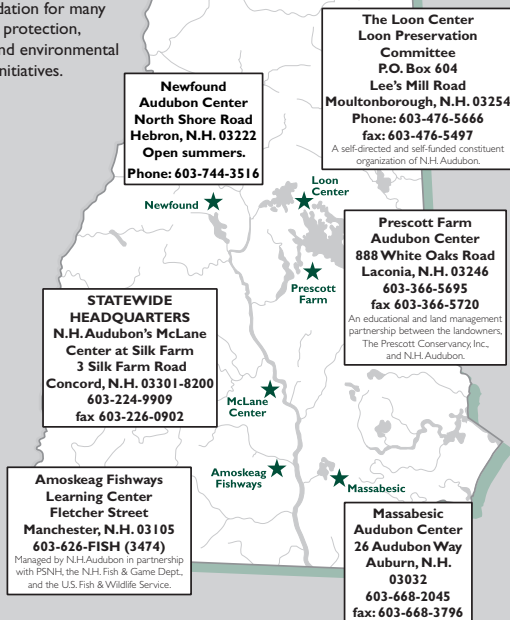 dation for many
protection,
nd environmental
nitiatives.
The Loon Center
Loon Preservation
Committee
P.O. Box 604
Lee's Mill Road
Moultonborough, N.H. 03254
Phone: 603-476-5666
fax: 603-476-5497
A self-directed and self-funded constituent
organization of N.H. Audubon.
Newfound
Audubon Center
North Shore Road
Hebron, N.H. 03222
Open summers.
Phone: 603-744-3516
Loon
Center
Newfound
Prescott Farm
Audubon Center
888 White Oaks Road
Laconia, N.H. 03246
603-366-5695
fax 603-366-5720
An educational and land management
partnership between the landowners,
The Prescott Conservancy, Inc.,
and N.H. Audubon.
Prescott
Farm
STATEWIDE
HEADQUARTERS
N.H. Audubon's McLane
Center at Silk Farm
3 Silk Farm Road
Concord, N.H. 03301-8200
603-224-9909
fax 603-226-0902
McLane
Center
Amoskeag
Fishways
Massabesic
Amoskeag Fishways
Learning Center
Fletcher Street
Manchester, N.H. 03105
603-626-FISH (3474)
Managed by N.H. Audubon in partnership
with PSNH, the N.H. Fish & Game Dept.,
and the U.S. Fish & Wildlife Service.
Massabesic
Audubon Center
26 Audubon Way
Auburn, N.H.
03032
603-668-2045
fax: 603-668-3796